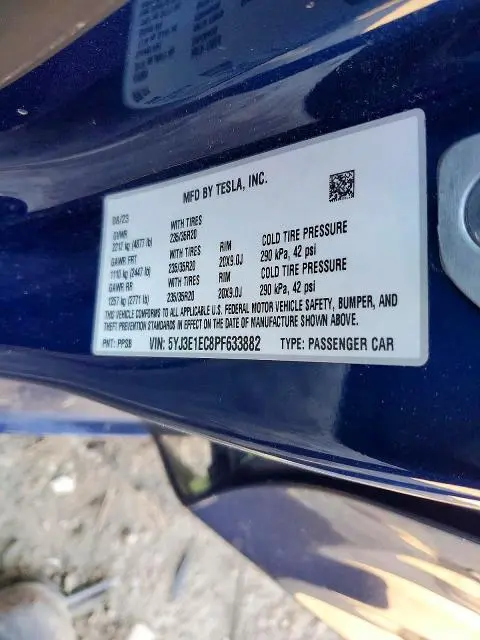 MFD BY TESLA, INC.
08/23
GVWR WITH TIRES
2212 kg (4877 lb) 235/35R20
GAWR FRT WITH TIRES RIM COLD TIRE PRESSURE
1110 kg (2447 lb) 235/35R20 20X9.0J 290 kPa, 42 psi
GAWR RR WITH TIRES RIM COLD TIRE PRESSURE
1257 kg (2771 lb) 235/35R20 20X9.0J 290 kPa, 42 psi
THIS VEHICLE CONFORMS TO ALL APPLICABLE U.S. FEDERAL MOTOR VEHICLE SAFETY, BUMPER, AND
THEFT PREVENTION STANDARDS IN EFFECT ON THE DATE OF MANUFACTURE SHOWN ABOVE.
PNT: PPSB VIN: 5YJ3E1EC8PF633882 TYPE: PASSENGER CAR